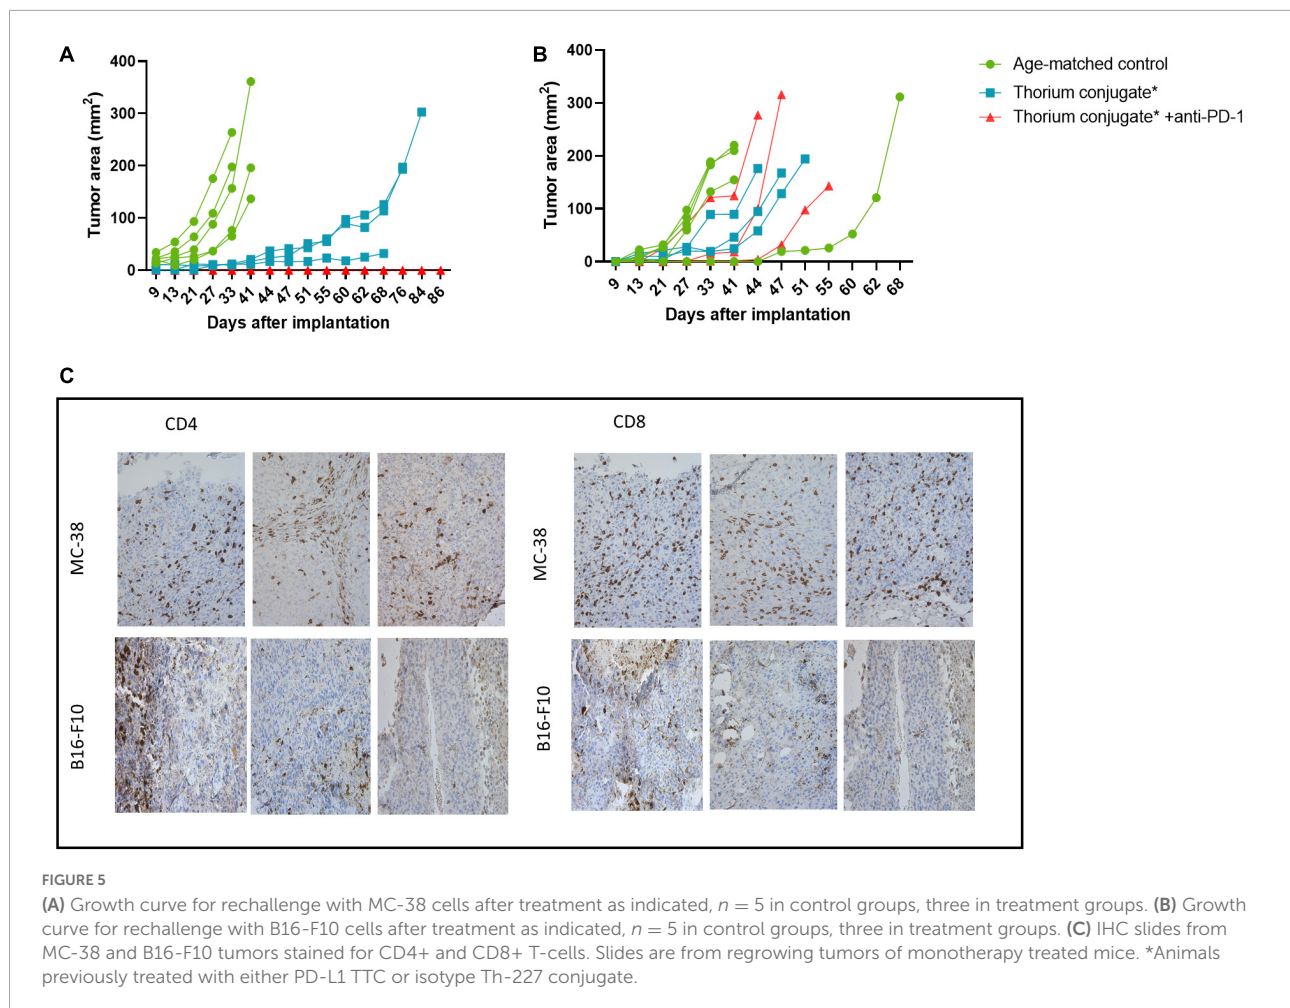 A
400
300
200
100
0
Tumor area (mm2)
9 13 21 27 33 41 44 47 51 55 60 62 68 76 84 86
Days after implantation
B
400
300
200
100
0
Tumor area (mm2)
9 13 21 27 33 41 44 47 51 55 60 62 68
Days after implantation
Age-matched control
Thorium conjugate*
Thorium conjugate* +anti-PD-1
C
CD4
CD8
MC-38
MC-38
B16-F10
B16-F10
FIGURE 5
(A) Growth curve for rechallenge with MC-38 cells after treatment as indicated, n = 5 in control groups, three in treatment groups. (B) Growth
curve for rechallenge with B16-F10 cells after treatment as indicated, n = 5 in control groups, three in treatment groups. (C) IHC slides from
MC-38 and B16-F10 tumors stained for CD4+ and CD8+ T-cells. Slides are from regrowing tumors of monotherapy treated mice. *Animals
previously treated with either PD-L1 TTC or isotype Th-227 conjugate.